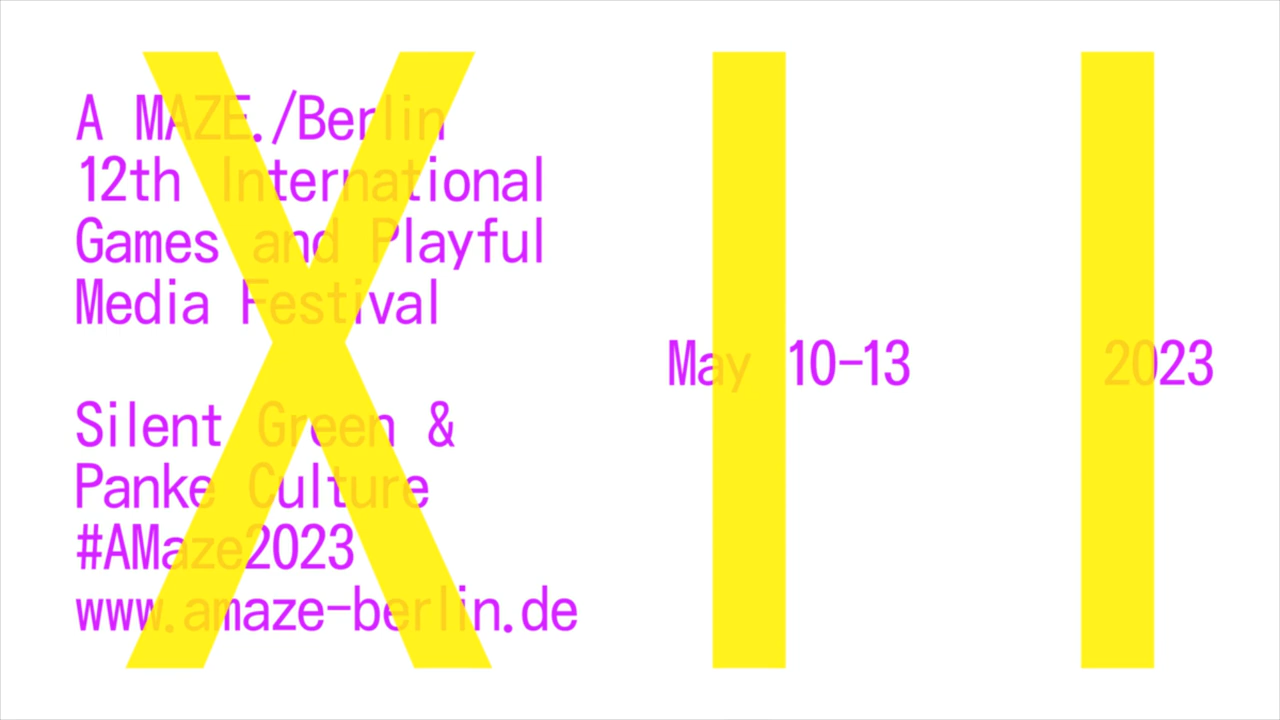 A MAZE./Berlin
12th International
Games and Playful
Media Festival
May 10-13 2023
Silent Green &
Panke Culture
#AMaze2023
www.amaze-berlin.de
XII